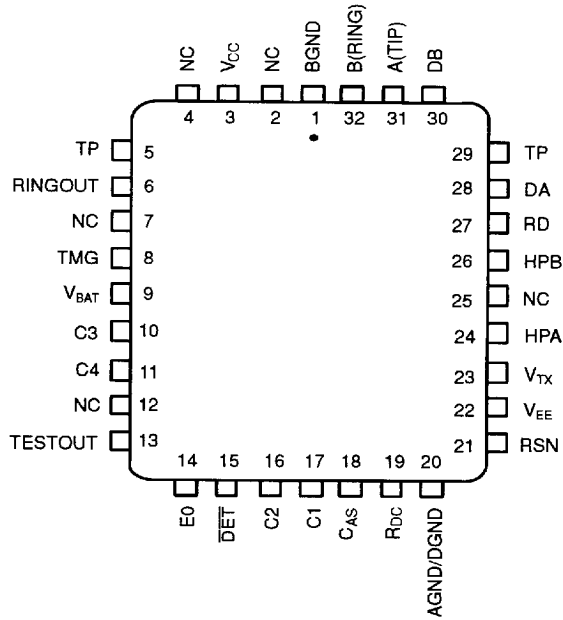 NC VCC NC BGND B(RING) A(TIP) DB
4 3 2 1 32 31 30
TP 5 29 TP
RINGOUT 6 28 DA
NC 7 27 RD
TMG 8 26 HPB
VBAT 9 25 NC
C3 10 24 HPA
C4 11 23 VTX
NC 12 22 VEE
TESTOUT 13 21 RSN
14 15 16 17 18 19 20
E0 DET C2 C1 CAS RDC AGND/DGND